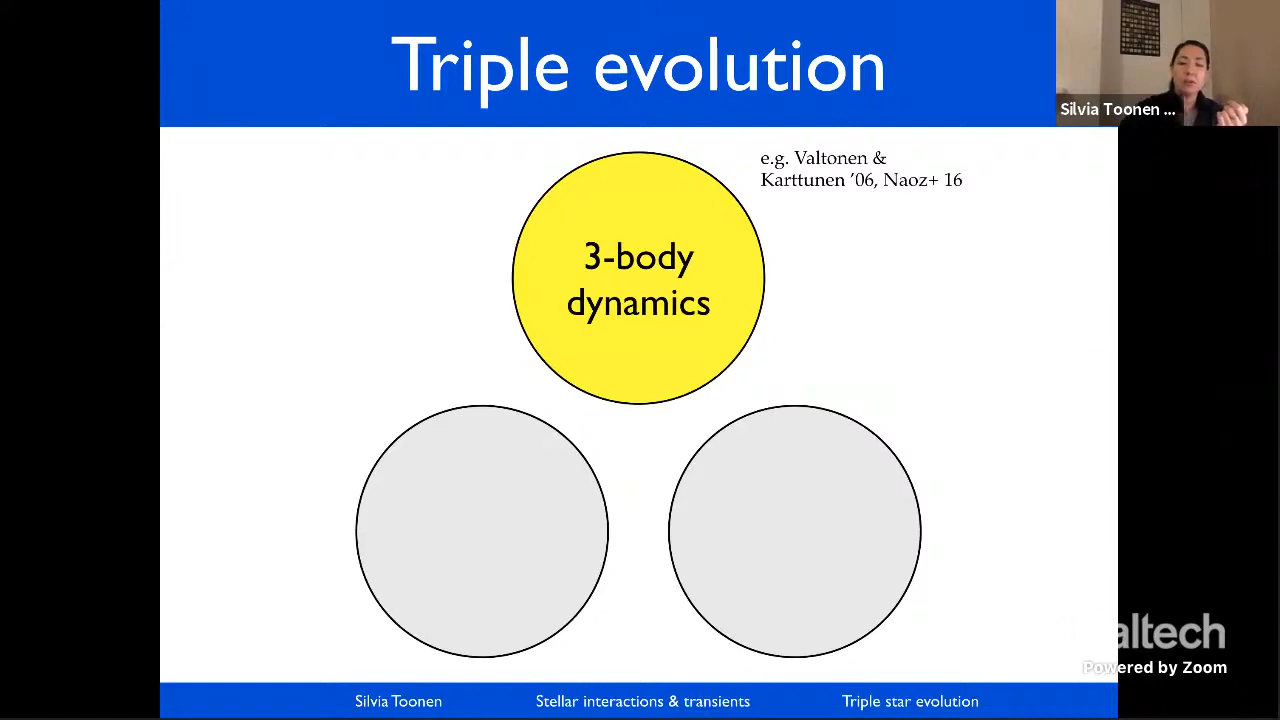 Triple evolution
Silvia Toonen ...
e.g. Valtonen &
Karttunen ’06, Naoz+ 16
3-body
dynamics
altech
Powered by Zoom
Silvia Toonen
Stellar interactions & transients
Triple star evolution